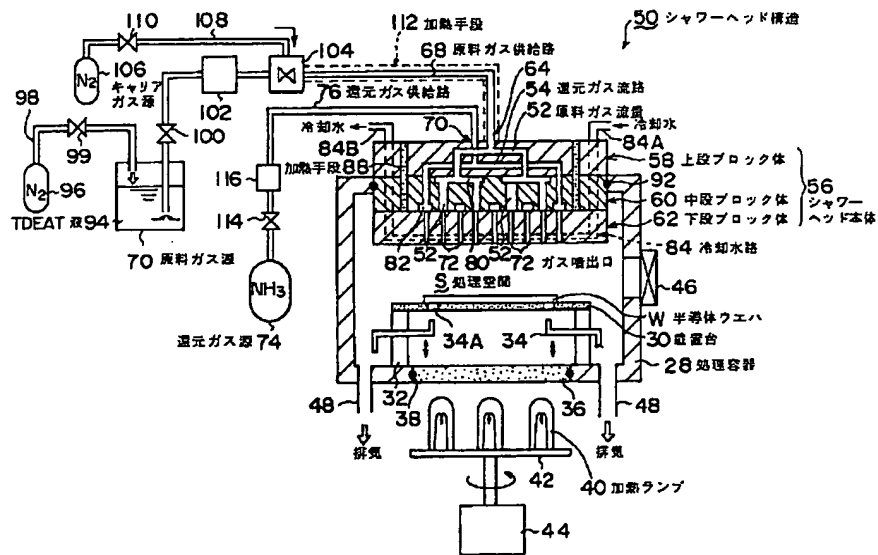 110
108
112 加熱手段
50 シャワーヘッド構造
104
68 原料ガス供給路
N2
106
キャリア
ガス源
64
54 還元ガス流路
52 原料ガス流路
102
76 還元ガス供給路
98
100
冷却水
70
冷却水
84B
84A
99
加熱手段
88
58 上段ブロック体
92
116
60 中段ブロック体
56
シャワー
ヘッド本体
N2
96
62 下段ブロック体
TDEAT 液
94
114
82
52
72
80
52
72
ガス噴出口
84 冷却水路
70 原料ガス源
S 処理空間
46
NH3
W 半導体ウエハ
34A
34
30 載置台
還元ガス源
74
28 処理容器
32
48
38
36
48
排気
排気
42
40 加熱ランプ
44